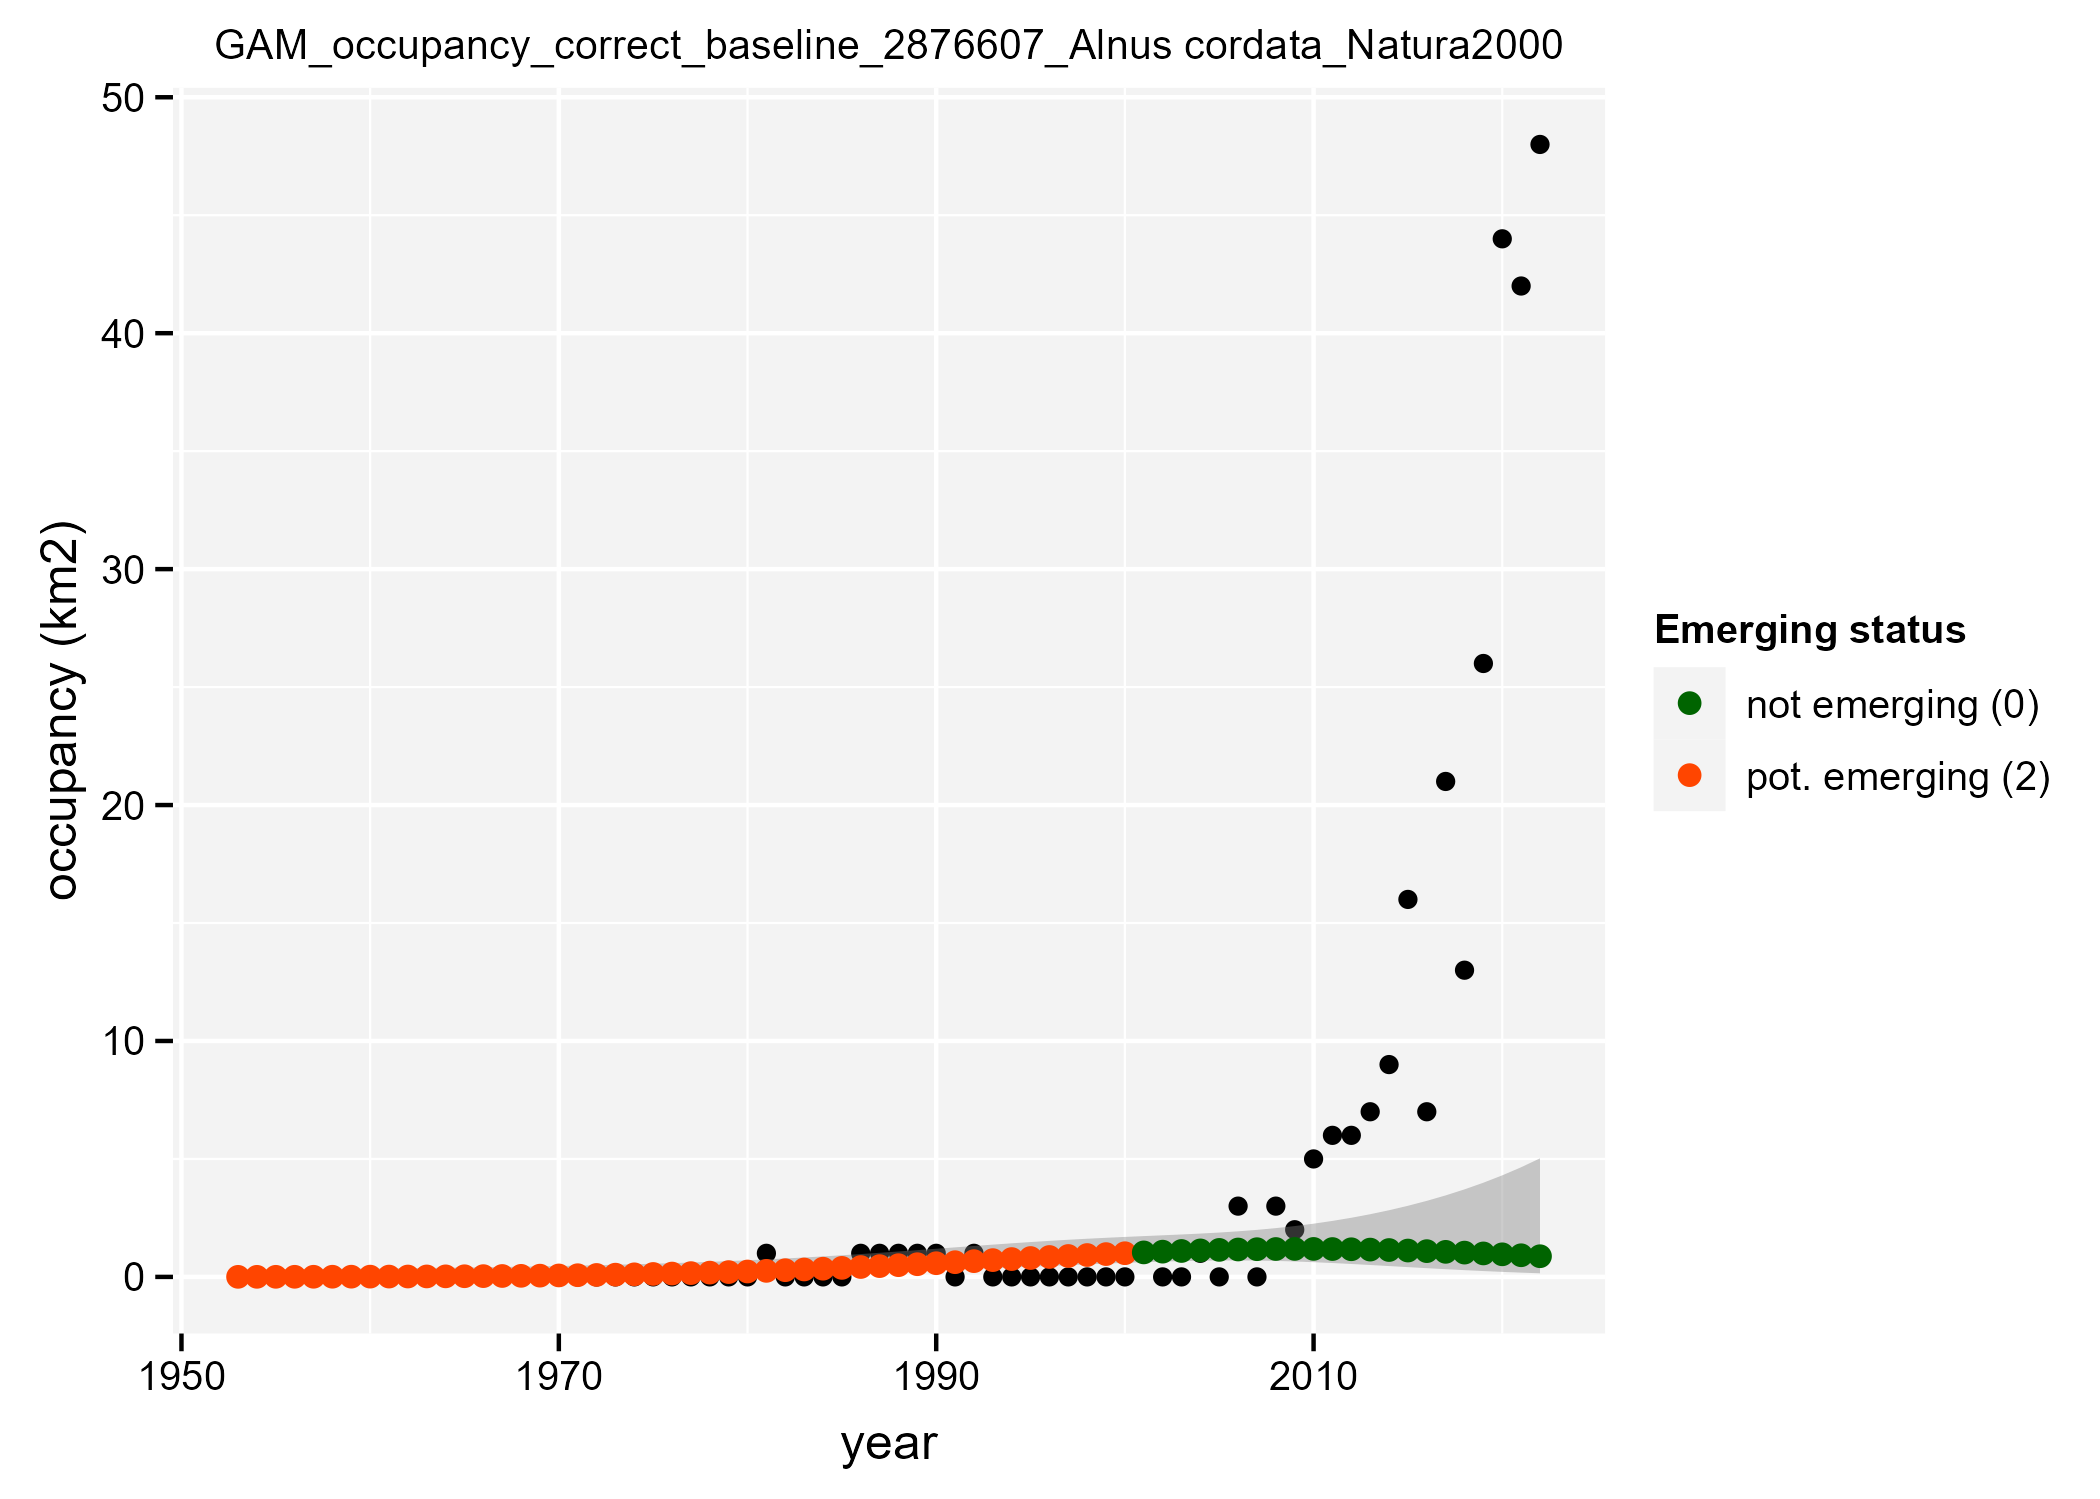 GAM_occupancy_correct_baseline_2876607_Alnus cordata_Natura2000
50
40
30
20
10
0
occupancy (km2)
1950 1970 1990 2010
year
Emerging status
not emerging (0)
pot. emerging (2)